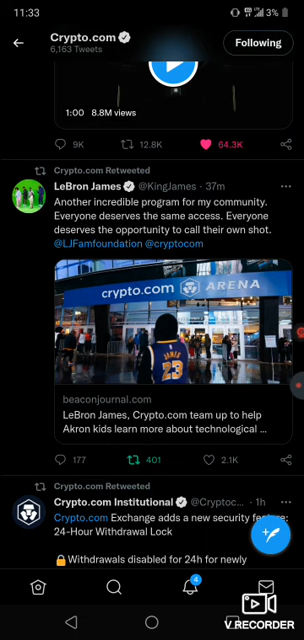 11:33
3%
Crypto.com
6,163 Tweets
Following
1:00 8.8M views
9K 12.8K 64.3K
Crypto.com Retweeted
LeBron James @KingJames · 37m
Another incredible program for my community.
Everyone deserves the same access. Everyone
deserves the opportunity to call their own shot.
@LJFamfoundation @cryptocom
crypto.com ARENA
JAMES
23
beaconjournal.com
LeBron James, Crypto.com team up to help
Akron kids learn more about technological ...
177 401 2.1K
Crypto.com Retweeted
Crypto.com Institutional @Cryptoc... · 1h
Crypto.com Exchange adds a new security feature:
24-Hour Withdrawal Lock
Withdrawals disabled for 24h for newly
4
V.RECORDER